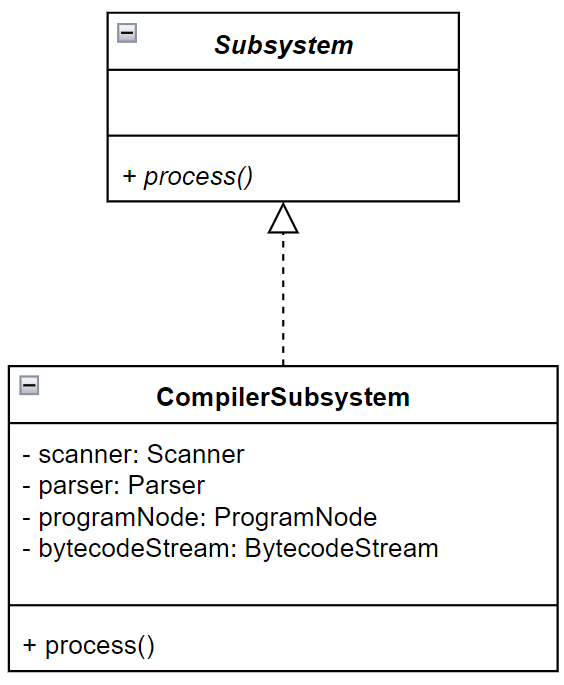 Subsystem
+ process()
CompilerSubsystem
- scanner: Scanner
- parser: Parser
- programNode: ProgramNode
- bytecodeStream: BytecodeStream
+ process()